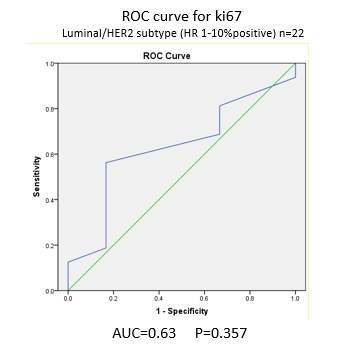 ROC curve for ki67
Luminal/HER2 subtype (HR 1-10%positive) n=22
ROC Curve
1.0
0.8
0.6
0.4
0.2
0.0
Sensitivity
0.0 0.2 0.4 0.6 0.8 1.0
1 - Specificity
AUC=0.63 P=0.357